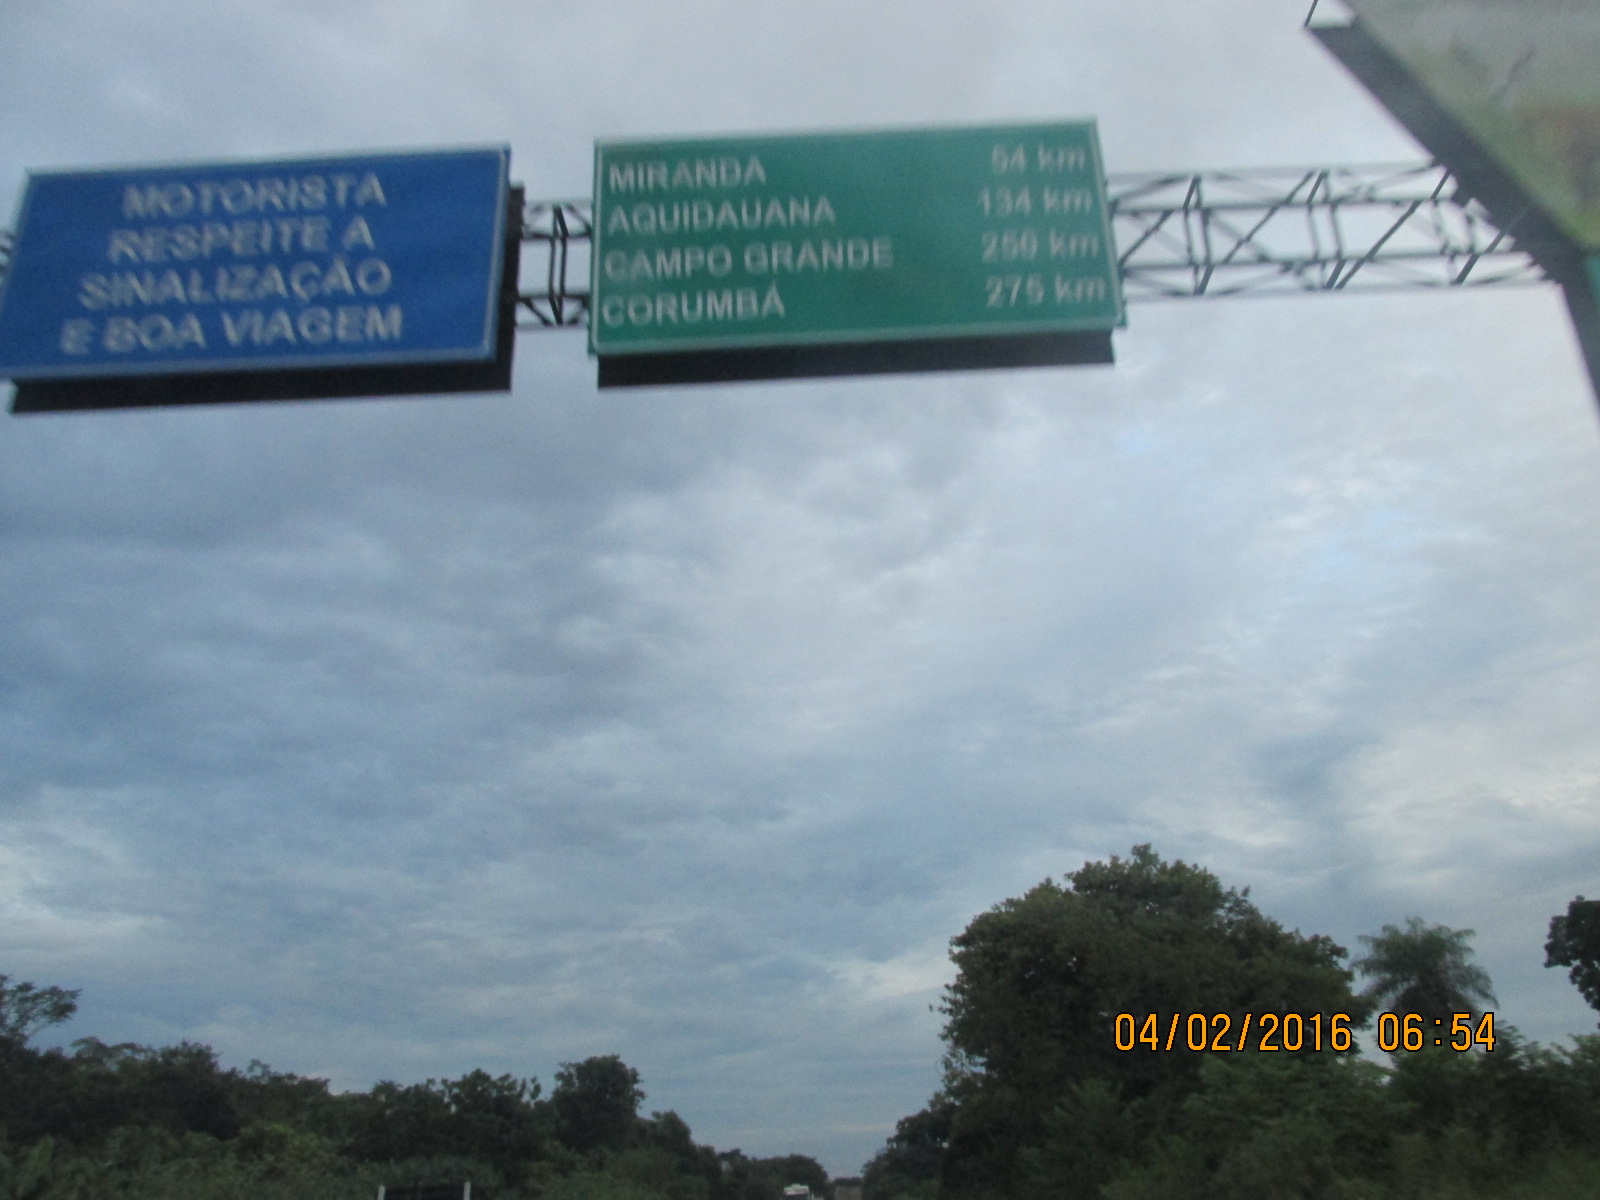 MOTORISTA
RESPEITE A
SINALIZAÇÃO
E BOA VIAGEM
MIRANDA 54 km
AQUIDAUANA 134 km
CAMPO GRANDE 250 km
CORUMBÁ 275 km
04/02/2016 06:54